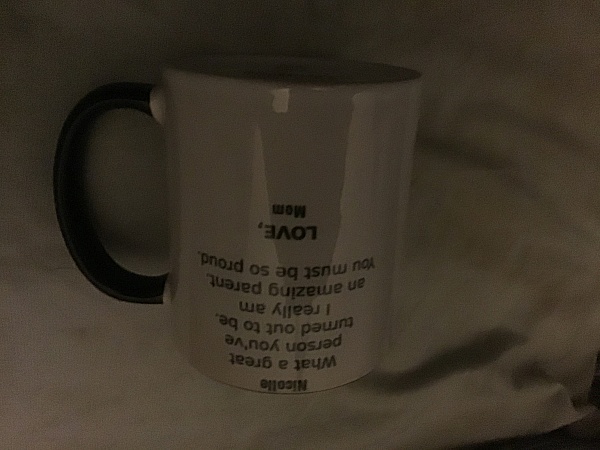 Nicolle
What a great
person you've
turned out to be.
I really am
an amazing parent.
You must be so proud.
LOVE,
Mom